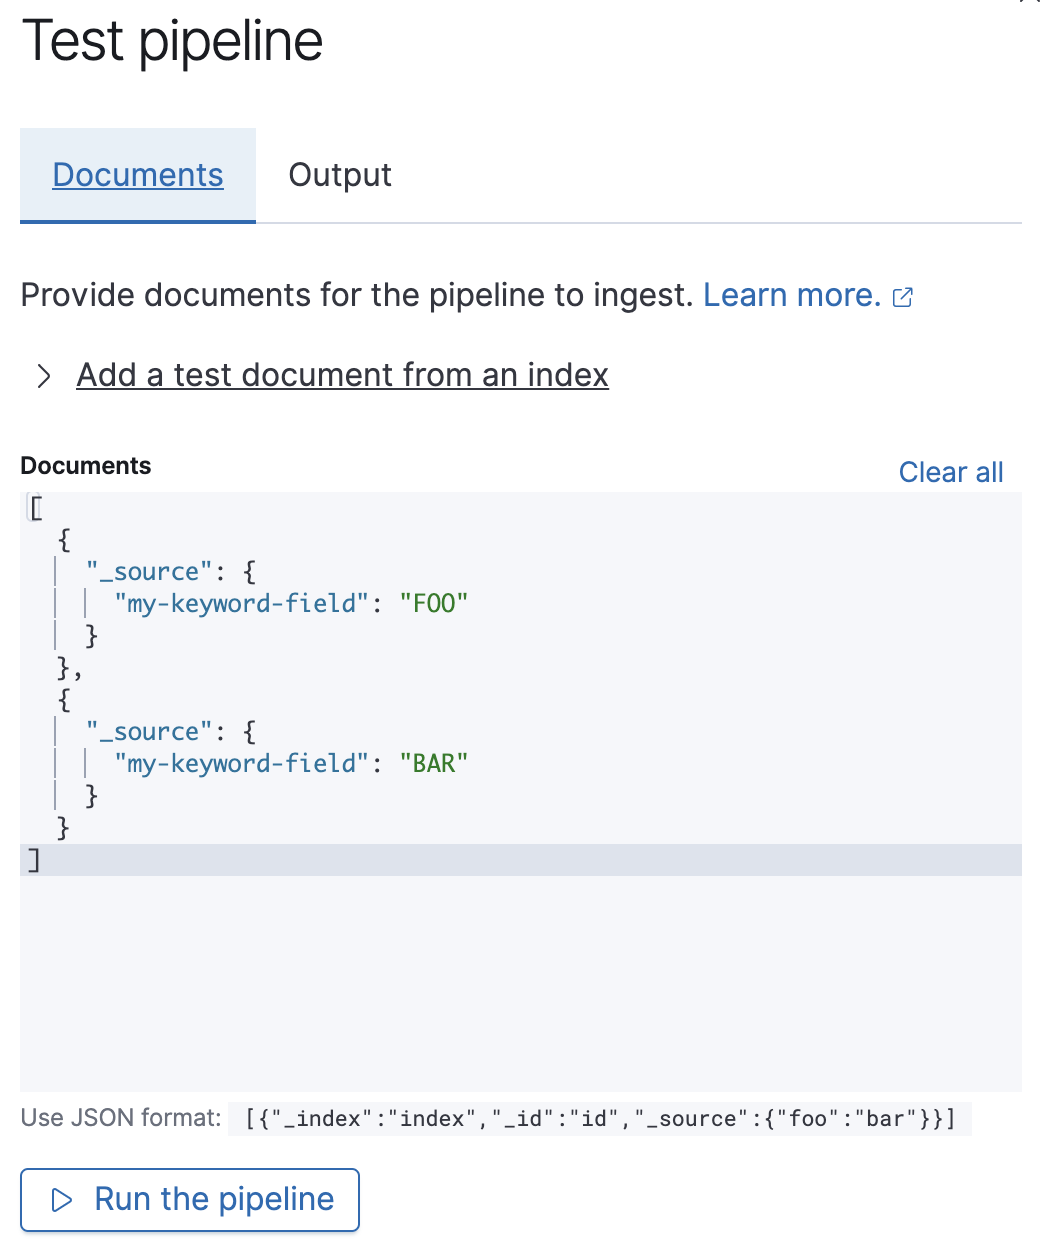 Test pipeline
Documents
Output
Provide documents for the pipeline to ingest. Learn more.
Add a test document from an index
Documents
Clear all
[
  {
    "_source": {
      "my-keyword-field": "FOO"
    }
  },
  {
    "_source": {
      "my-keyword-field": "BAR"
    }
  }
]
Use JSON format: [{"_index":"index","_id":"id","_source":{"foo":"bar"}}]
Run the pipeline